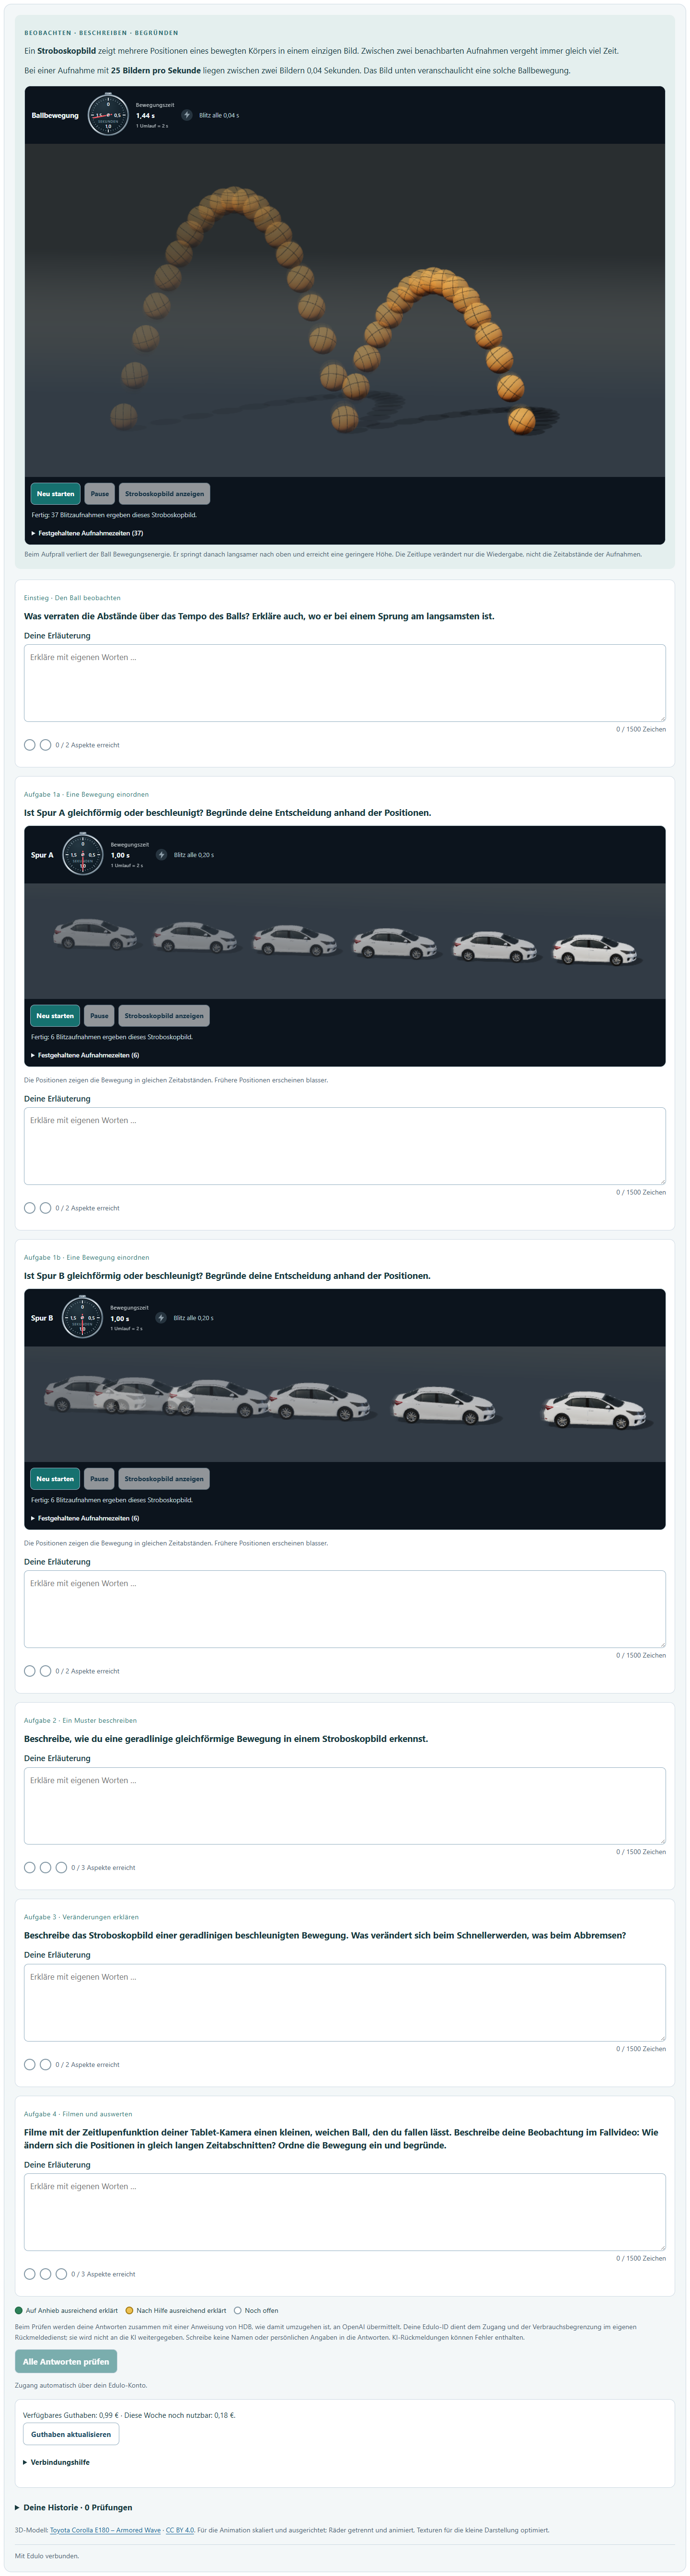 BEOBACHTEN · BESCHREIBEN · BEGRÜNDEN
Ein Stroboskopbild zeigt mehrere Positionen eines bewegten Körpers in einem einzigen Bild. Zwischen zwei benachbarten Aufnahmen vergeht immer gleich viel Zeit.
Bei einer Aufnahme mit 25 Bildern pro Sekunde liegen zwischen zwei Bildern 0,04 Sekunden. Das Bild unten veranschaulicht eine solche Ballbewegung.
Ballbewegung
0
1,5
0,5
SEKUNDEN
1,0
Bewegungszeit
1,44 s
1 Umlauf = 2 s
Blitz alle 0,04 s
Neu starten
Pause
Stroboskopbild anzeigen
Fertig: 37 Blitzaufnahmen ergeben dieses Stroboskopbild.
Festgehaltene Aufnahmezeiten (37)
Beim Aufprall verliert der Ball Bewegungsenergie. Er springt danach langsamer nach oben und erreicht eine geringere Höhe. Die Zeitlupe verändert nur die Wiedergabe, nicht die Zeitabstände der Aufnahmen.
Einstieg · Den Ball beobachten
Was verraten die Abstände über das Tempo des Balls? Erkläre auch, wo er bei einem Sprung am langsamsten ist.
Deine Erläuterung
Erkläre mit eigenen Worten ...
0 / 1500 Zeichen
0 / 2 Aspekte erreicht
Aufgabe 1a · Eine Bewegung einordnen
Ist Spur A gleichförmig oder beschleunigt? Begründe deine Entscheidung anhand der Positionen.
Spur A
0
1,5
0,5
1,0
Bewegungszeit
1,00 s
1 Umlauf = 2 s
Blitz alle 0,20 s
Neu starten
Pause
Stroboskopbild anzeigen
Fertig: 6 Blitzaufnahmen ergeben dieses Stroboskopbild.
Festgehaltene Aufnahmezeiten (6)
Die Positionen zeigen die Bewegung in gleichen Zeitabständen. Frühere Positionen erscheinen blasser.
Deine Erläuterung
Erkläre mit eigenen Worten ...
0 / 1500 Zeichen
0 / 2 Aspekte erreicht
Aufgabe 1b · Eine Bewegung einordnen
Ist Spur B gleichförmig oder beschleunigt? Begründe deine Entscheidung anhand der Positionen.
Spur B
0
1,5
0,5
1,0
Bewegungszeit
1,00 s
1 Umlauf = 2 s
Blitz alle 0,20 s
Neu starten
Pause
Stroboskopbild anzeigen
Fertig: 6 Blitzaufnahmen ergeben dieses Stroboskopbild.
Festgehaltene Aufnahmezeiten (6)
Die Positionen zeigen die Bewegung in gleichen Zeitabständen. Frühere Positionen erscheinen blasser.
Deine Erläuterung
Erkläre mit eigenen Worten ...
0 / 1500 Zeichen
0 / 2 Aspekte erreicht
Aufgabe 2 · Ein Muster beschreiben
Beschreibe, wie du eine geradlinige gleichförmige Bewegung in einem Stroboskopbild erkennst.
Deine Erläuterung
Erkläre mit eigenen Worten ...
0 / 1500 Zeichen
0 / 3 Aspekte erreicht
Aufgabe 3 · Veränderungen erklären
Beschreibe das Stroboskopbild einer geradlinigen beschleunigten Bewegung. Was verändert sich beim Schnellerwerden, was beim Abbremsen?
Deine Erläuterung
Erkläre mit eigenen Worten ...
0 / 1500 Zeichen
0 / 2 Aspekte erreicht
Aufgabe 4 · Filmen und auswerten
Filme mit der Zeitlupenfunktion deiner Tablet-Kamera einen kleinen, weichen Ball, den du fallen lässt. Beschreibe deine Beobachtung im Fallvideo: Wie
ändern sich die Positionen in gleich langen Zeitabschnitten? Ordne die Bewegung ein und begründe.
Deine Erläuterung
Erkläre mit eigenen Worten ...
0 / 1500 Zeichen
0 / 3 Aspekte erreicht
Auf Anhieb ausreichend erklärt
Nach Hilfe ausreichend erklärt
Noch offen
Beim Prüfen werden deine Antworten zusammen mit einer Anweisung von HDB, wie damit umzugehen ist, an OpenAI übermittelt. Deine Edulo-ID dient dem Zugang und der Verbrauchsbegrenzung im eigenen
Rückmeldedienst; sie wird nicht an die KI weitergegeben. Schreibe keine Namen oder persönlichen Angaben in die Antworten. KI-Rückmeldungen können Fehler enthalten.
Alle Antworten prüfen
Zugang automatisch über dein Edulo-Konto.
Verfügbares Guthaben: 0,99 € · Diese Woche noch nutzbar: 0,18 €.
Guthaben aktualisieren
Verbindungshilfe
Deine Historie · 0 Prüfungen
3D-Modell: Toyota Corolla E180 – Armored Wave · CC BY 4.0. Für die Animation skaliert und ausgerichtet; Räder getrennt und animiert. Texturen für die kleine Darstellung optimiert.
Mit Edulo verbunden.